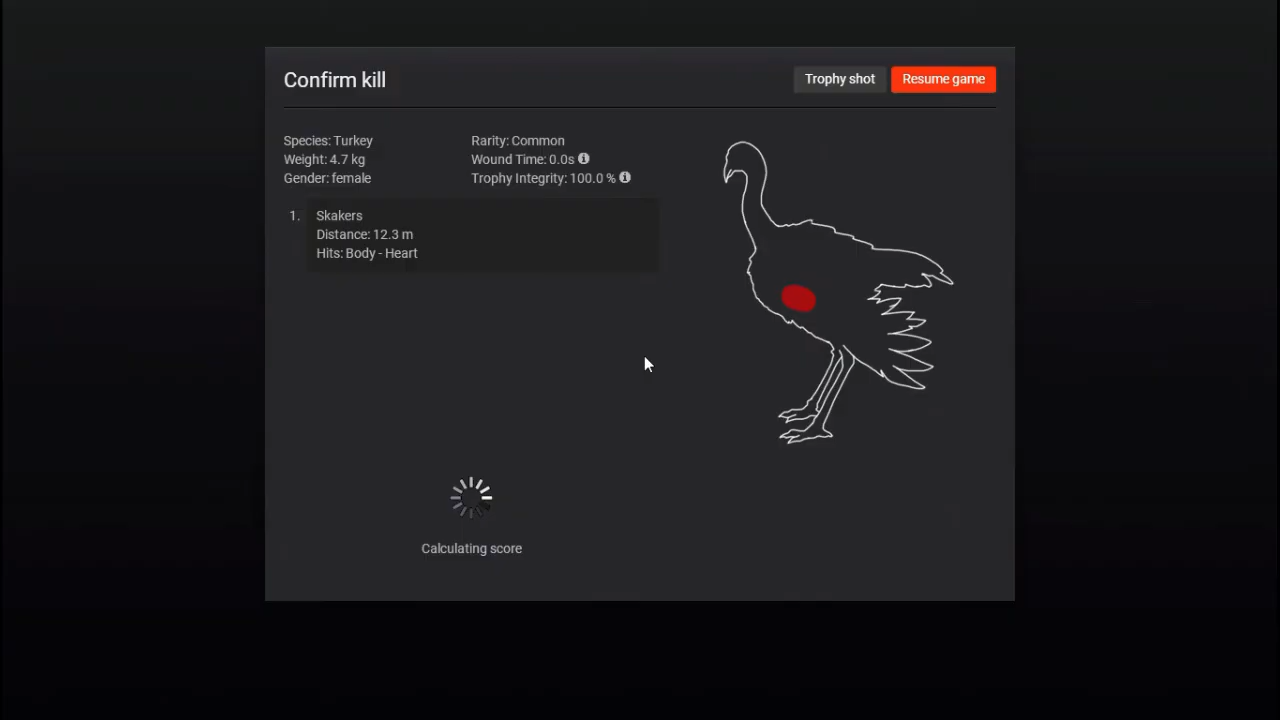 Confirm kill
Trophy shot
Resume game
Species: Turkey
Weight: 4.7 kg
Gender: female
Rarity: Common
Wound Time: 0.0s
Trophy Integrity: 100.0 %
1. Skakers
Distance: 12.3 m
Hits: Body - Heart
Calculating score